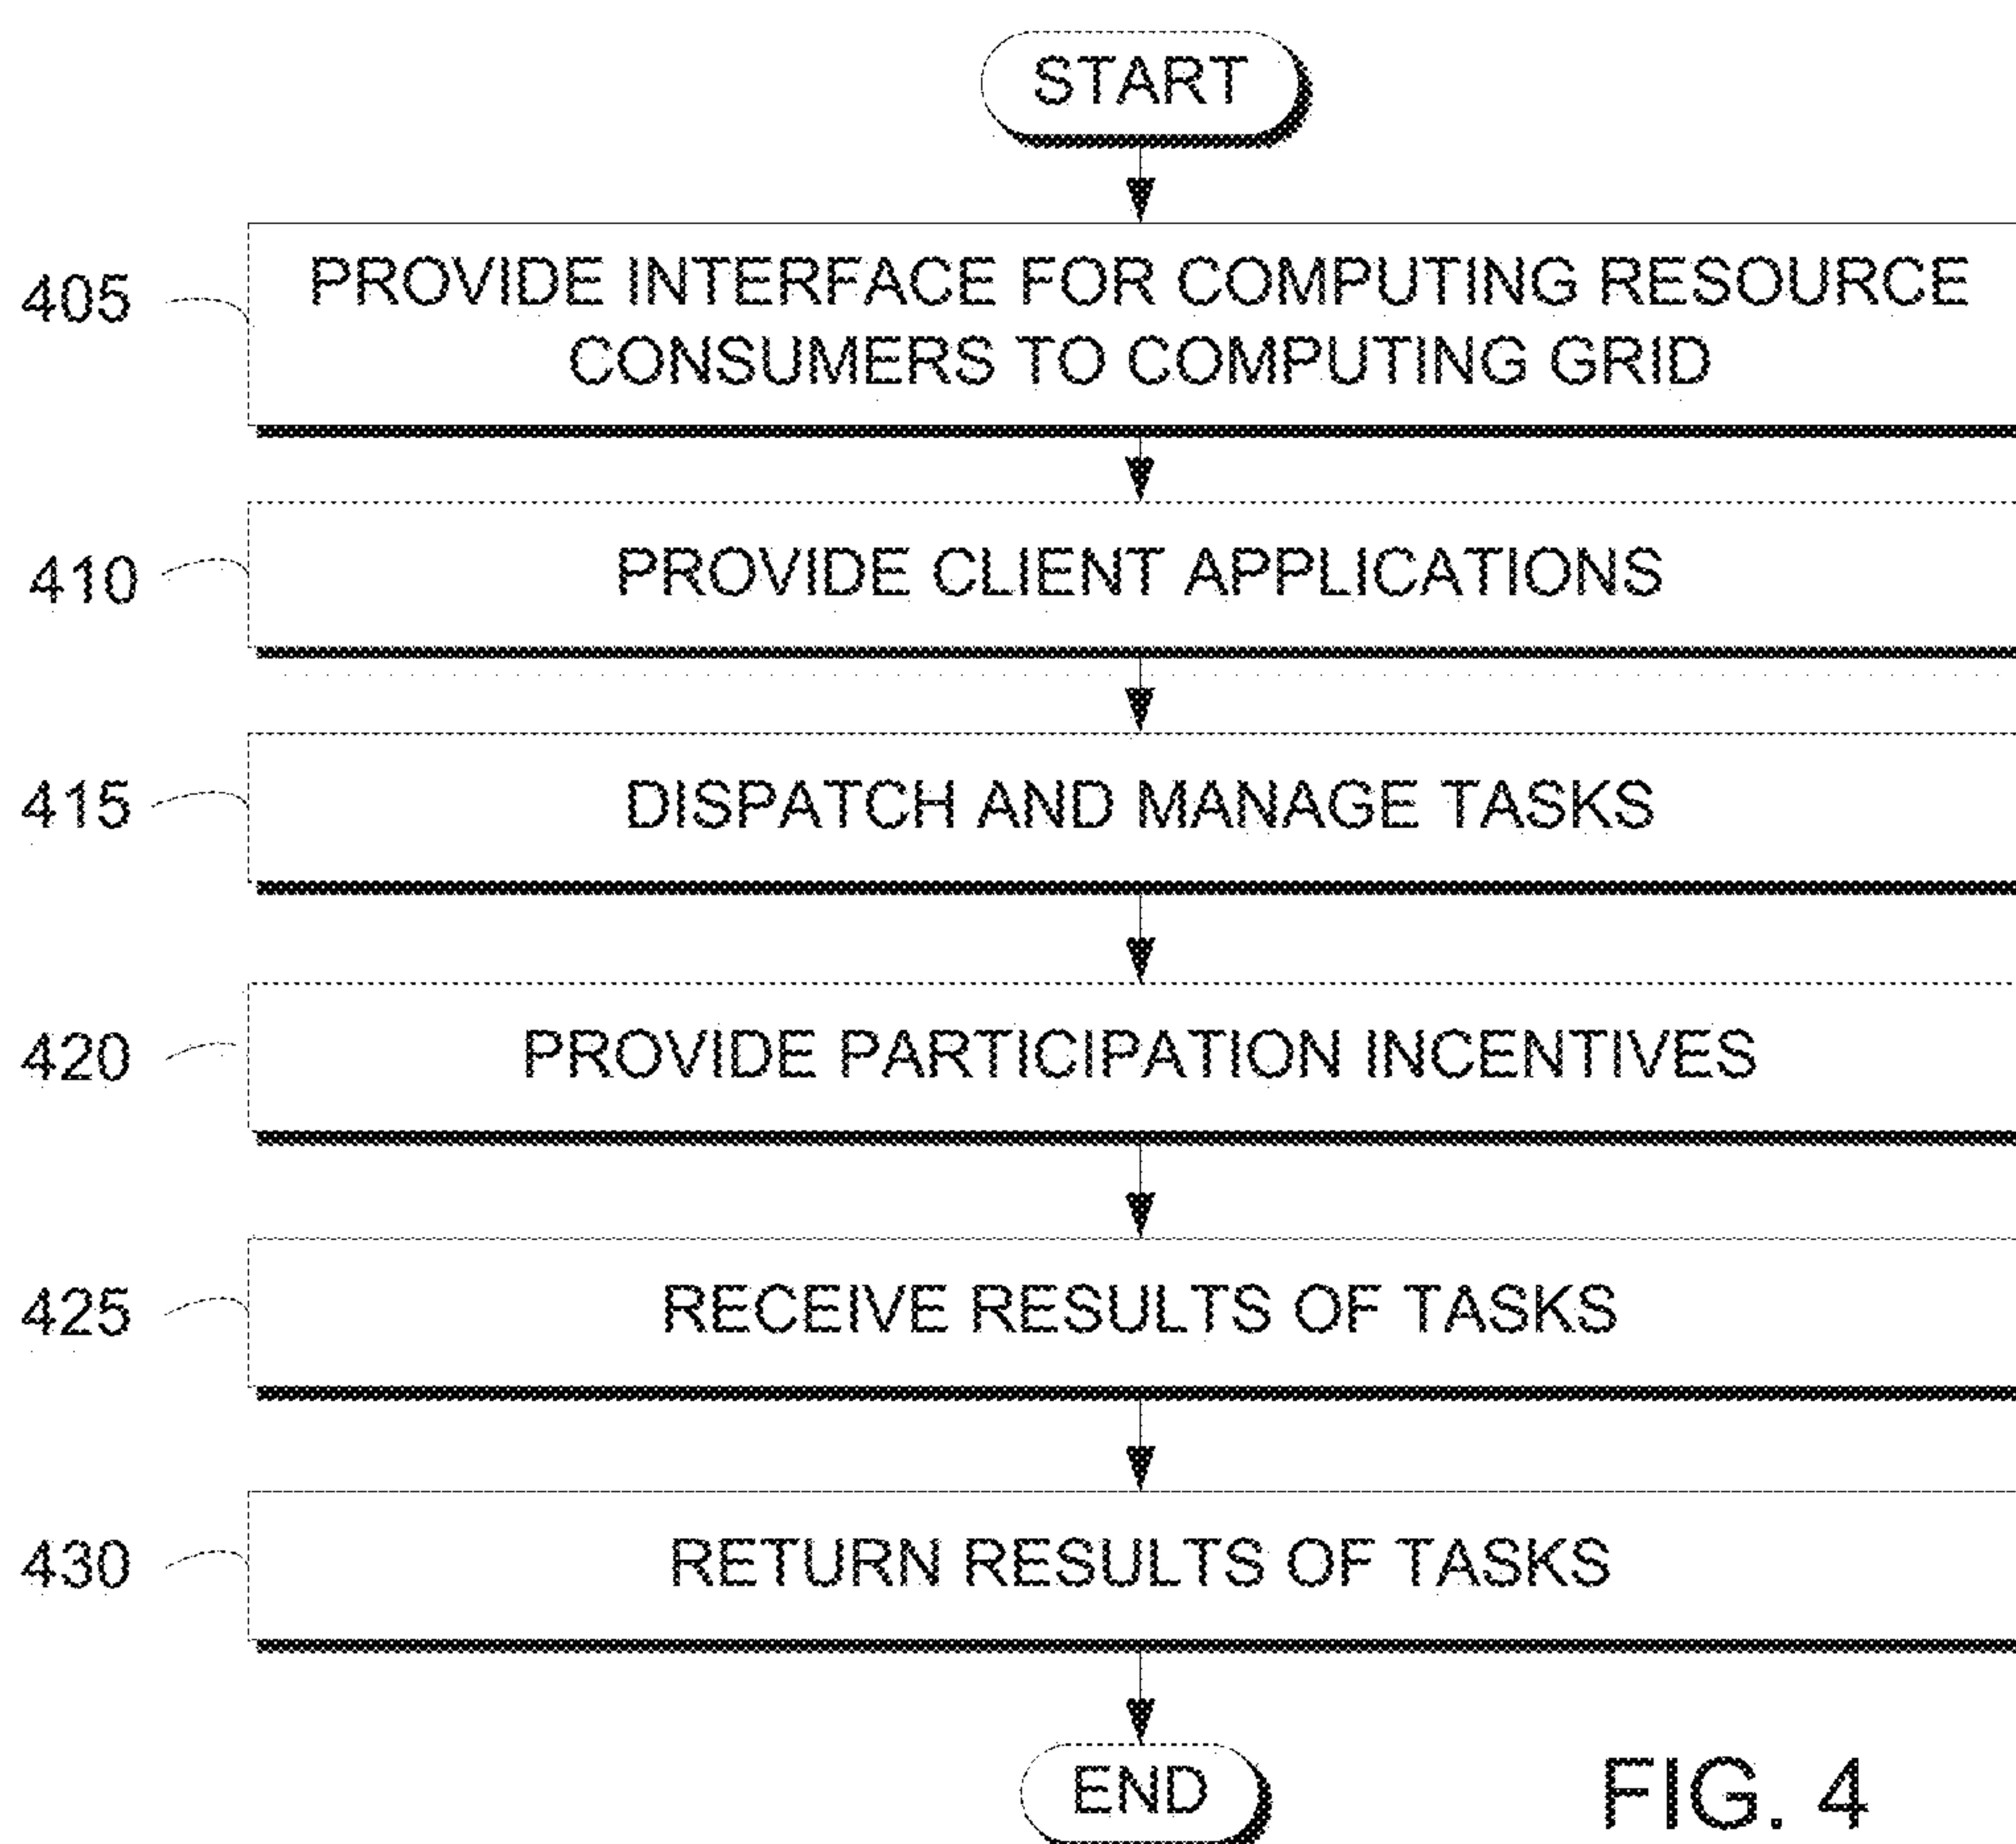 START
405
PROVIDE INTERFACE FOR COMPUTING RESOURCE
CONSUMERS TO COMPUTING GRID
410
PROVIDE CLIENT APPLICATIONS
415
DISPATCH AND MANAGE TASKS
420
PROVIDE PARTICIPATION INCENTIVES
425
RECEIVE RESULTS OF TASKS
430
RETURN RESULTS OF TASKS
END
FIG. 4